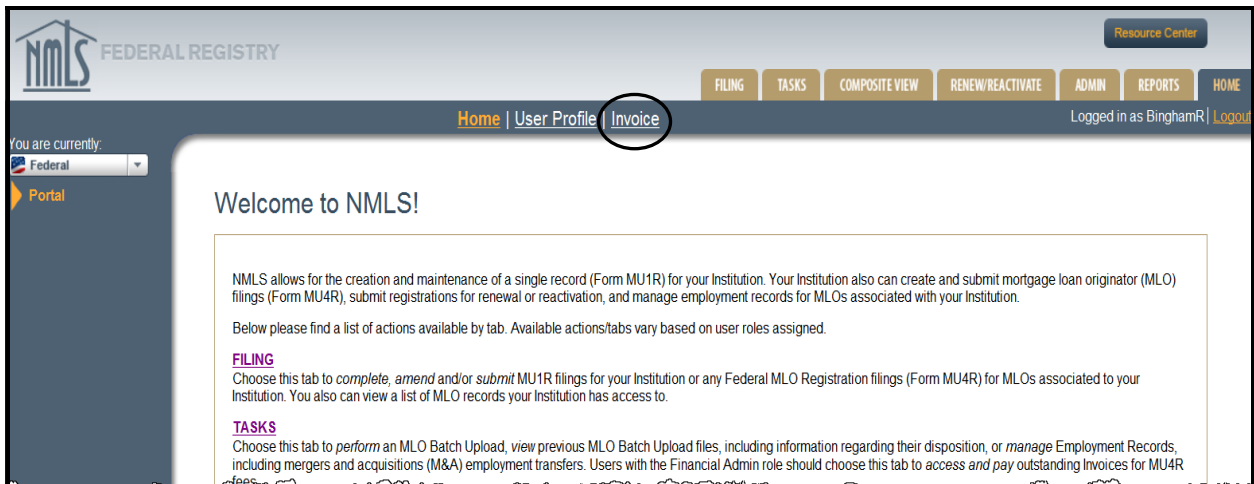 NMLS FEDERAL REGISTRY
Resource Center
FILING TASKS COMPOSITE VIEW RENEW/REACTIVATE ADMIN REPORTS HOME
Home | User Profile | Invoice
Logged in as BinghamR | Logout
You are currently:
Federal
Portal
Welcome to NMLS!
NMLS allows for the creation and maintenance of a single record (Form MU1R) for your Institution. Your Institution also can create and submit mortgage loan originator (MLO)
filings (Form MU4R), submit registrations for renewal or reactivation, and manage employment records for MLOs associated with your Institution.
Below please find a list of actions available by tab. Available actions/tabs vary based on user roles assigned.
FILING
Choose this tab to complete, amend and/or submit MU1R filings for your Institution or any Federal MLO Registration filings (Form MU4R) for MLOs associated to your
Institution. You also can view a list of MLO records your Institution has access to.
TASKS
Choose this tab to perform an MLO Batch Upload, view previous MLO Batch Upload files, including information regarding their disposition, or manage Employment Records,
including mergers and acquisitions (M&A) employment transfers. Users with the Financial Admin role should choose this tab to access and pay outstanding Invoices for MU4R
fees